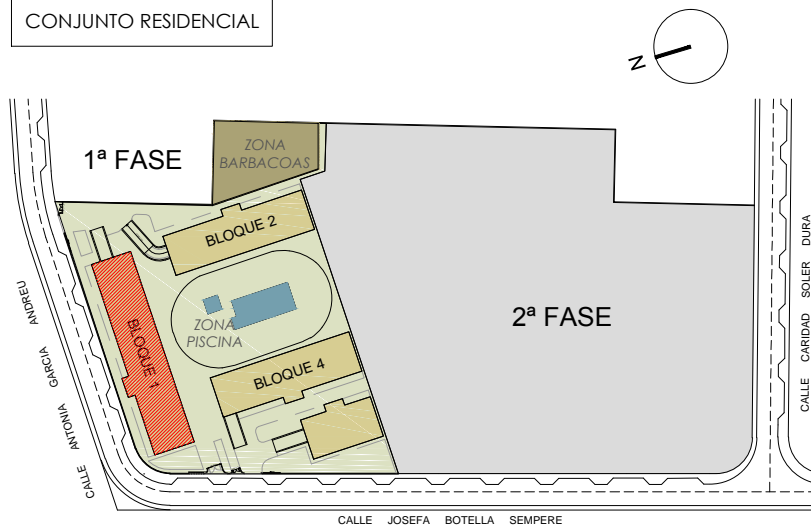 CONJUNTO RESIDENCIAL
N
1ª FASE
ZONA
BARBACOAS
BLOQUE 2
BLOQUE 1
ZONA
PISCINA
BLOQUE 4
2ª FASE
CALLE ANTONIA GARCIA ANDREU
CALLE CARIDAD SOLER DURA
CALLE JOSEFA BOTELLA SEMPERE